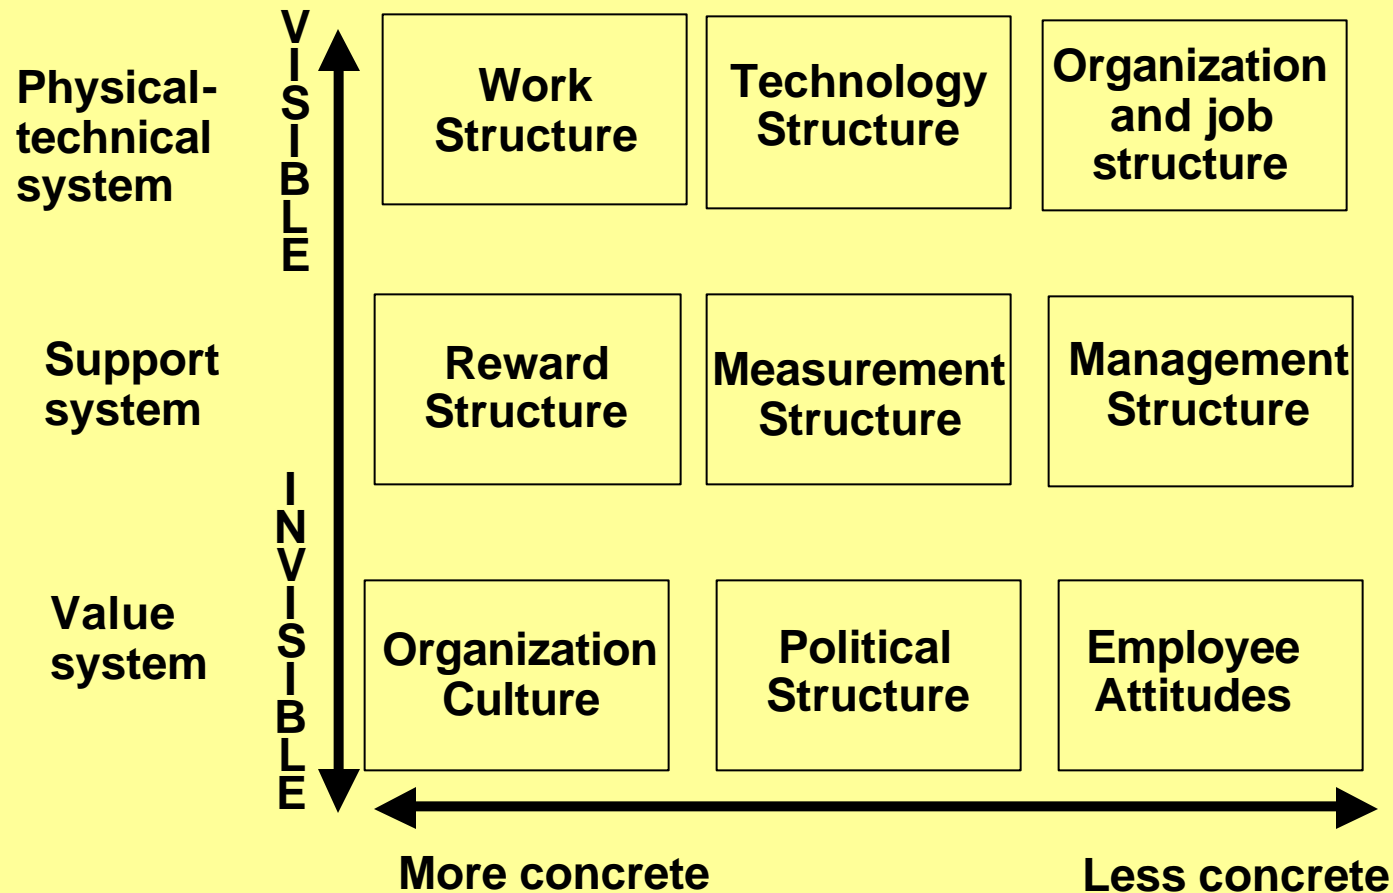 VISIBLE
Physical-
technical
system
Work
Structure
Technology
Structure
Organization
and job
structure
Support
system
Reward
Structure
Measurement
Structure
Management
Structure
INVISIBLE
Value
system
Organization
Culture
Political
Structure
Employee
Attitudes
More concrete
Less concrete